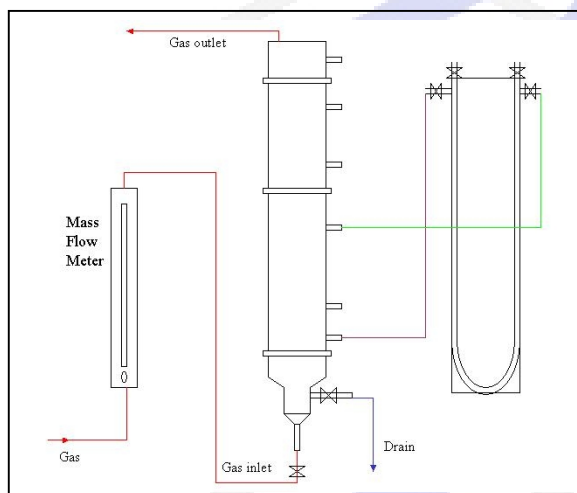 Gas outlet
Mass
Flow
Meter
Gas
Gas inlet
Drain